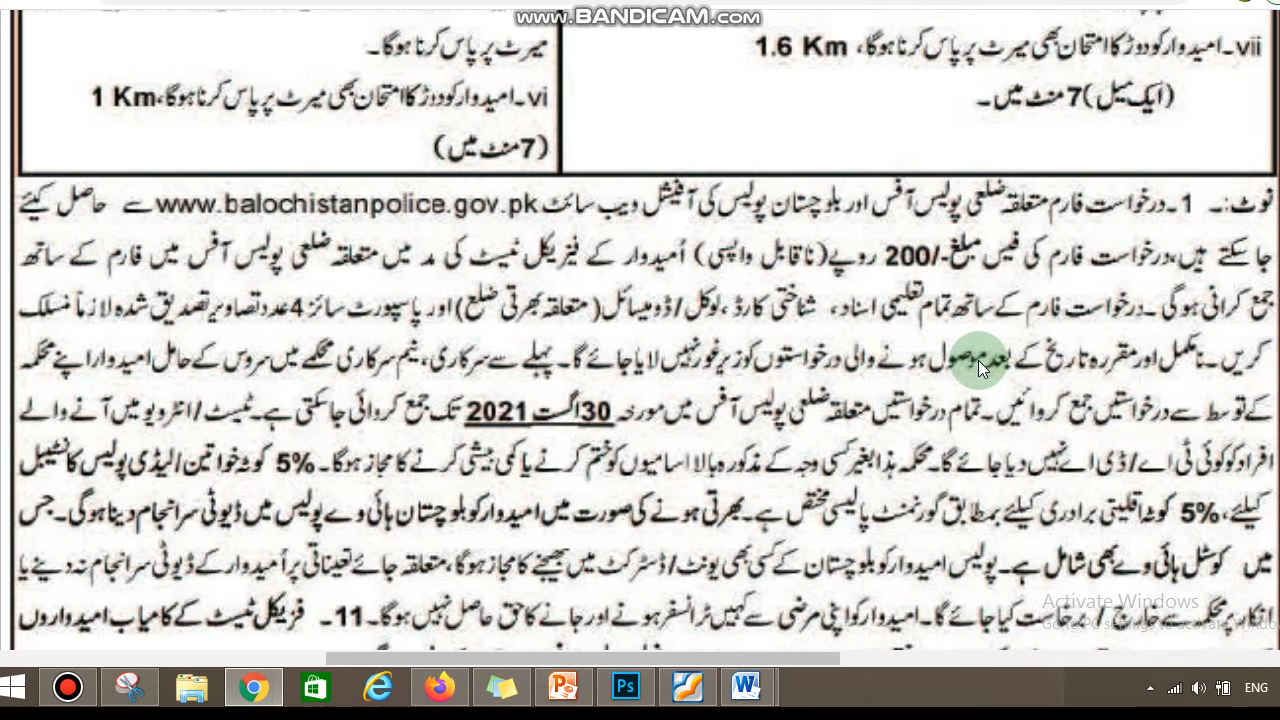 www.BANDICAM.com
vii۔ امیدوار کو دوڑ کا امتحان بھی میرٹ پر پاس کرنا ہوگا، 1.6 Km
(ایک میل) 7 منٹ میں۔
میرٹ پر پاس کرنا ہوگا۔
vi۔ امیدوار کو دوڑ کا امتحان بھی میرٹ پر پاس کرنا ہوگا، 1 Km
(7 منٹ میں)
نوٹ:۔ 1۔ درخواست فارم متعلقہ ضلعی پولیس آفس اور بلوچستان پولیس کی آفیشل ویب سائٹ www.balochistanpolice.gov.pk سے حاصل کیئے
جا سکتے ہیں، درخواست فارم کی فیس مبلغ -/200 روپے (ناقابل واپسی) اُمیدوار کے فیزیکل ٹیسٹ کی مد میں متعلقہ ضلعی پولیس آفس میں فارم کے ساتھ
جمع کرانی ہوگی۔ درخواست فارم کے ساتھ تمام تعلیمی اسناد، شناختی کارڈ، لوکل/ڈومیسائل (متعلقہ بھرتی ضلع) اور پاسپورٹ سائز 4 عدد تصاویر تصدیق شدہ لازماً منسلک
کریں۔ نامکمل اور مقررہ تاریخ کے بعد موصول ہونے والی درخواستوں کو زیر غور نہیں لایا جائے گا۔ پہلے سے سرکاری، نیم سرکاری محکمے میں سروس کے حامل امیدوار اپنے محکمہ
کے توسط سے درخواستیں جمع کروائیں۔ تمام درخواستیں متعلقہ ضلعی پولیس آفس میں مورخہ 30 اگست 2021 تک جمع کروائی جاسکتی ہے۔ ٹیسٹ/انٹرویو میں آنے والے
افراد کو کوئی ٹی اے/ڈی اے نہیں دیا جائے گا۔ محکمہ ہذا بغیر کسی وجہ کے مذکورہ بالا اسامیوں کو ختم کرنے یا کمی بیشی کرنے کا مجاز ہوگا۔ 5% کوٹہ خواتین/لیڈی پولیس کانسٹیبل
کیلئے، 5% کوٹہ اقلیتی برادری کیلئے بمطابق گورنمنٹ پالیسی مختص ہے۔ بھرتی ہونے کی صورت میں امیدوار کو بلوچستان ہائی وے پولیس میں ڈیوٹی سرانجام دینا ہوگی۔ جس
میں کوسٹل ہائی وے بھی شامل ہے۔ پولیس امیدوار کو بلوچستان کے کسی بھی یونٹ/ڈسٹرکٹ میں بھیجنے کا مجاز ہوگا، متعلقہ جائے تعیناتی پر اُمیدوار کے ڈیوٹی سرانجام نہ دینے یا
انکار پر محکمہ برخاست کیا جائے گا۔ امیدوار کو اپنی مرضی سے کہیں ٹرانسفر ہونے اور جانے کا حق حاصل نہیں ہوگا۔ 11۔ فزیکل ٹیسٹ کے کامیاب امیدواروں
Activate Windows
Go to PC settings to activate Windo
ENG